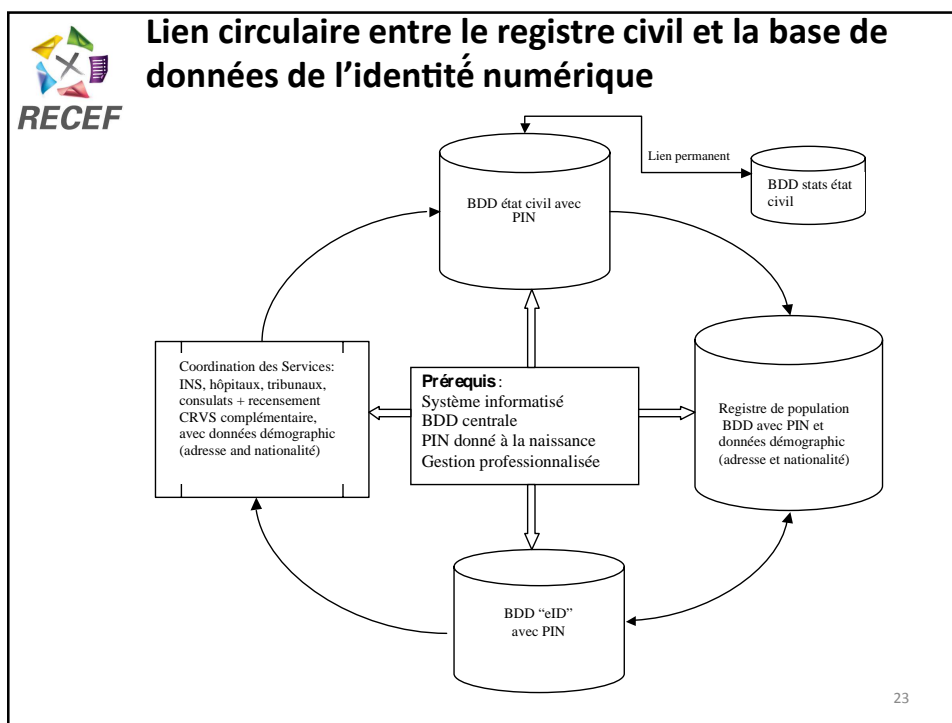 Lien circulaire entre le registre civil et la base de
données de l’identité numérique
RECEF
Lien permanent
BDD stats état
civil
BDD état civil avec
PIN
Coordination des Services:
INS, hôpitaux, tribunaux,
consulats + recensement
CRVS complémentaire,
avec données démographic
(adresse and nationalité)
Prérequis :
Système informatisé
BDD centrale
PIN donné à la naissance
Gestion professionnalisée
Registre de population
BDD avec PIN et
données démographic
(adresse et nationalité)
BDD “eID”
avec PIN
23